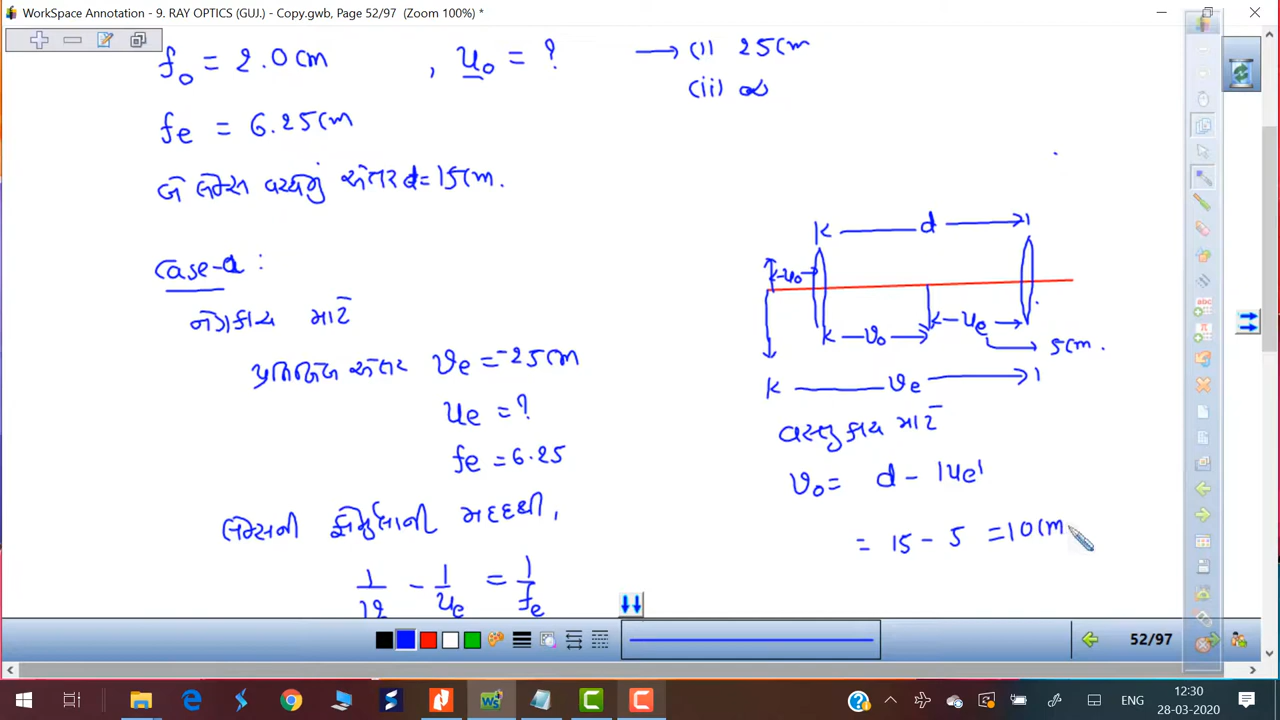 WorkSpace Annotation - 9. RAY OPTICS (GUJ.) - Copy.gwb, Page 52/97 (Zoom 100%) *
f₀ = 2.0 cm , u₀ = ? → (i) 25 cm
(ii) ∞
fe = 6.25 cm
બે લેન્સ વચ્ચેનું અંતર d = 15 cm.
d
Case-a :
u₀
નેત્રકાચ માટે
v₀ ue
5 cm.
પ્રતિબિંબ અંતર ve = -25 cm
ve
ue = ?
વસ્તુકાચ માટે
fe = 6.25
v₀ = d - |ue|
લેન્સની ફોર્મ્યુલાની મદદથી,
= 15 - 5 = 10 cm
1/v - 1/ue = 1/fe
52/97
ENG
12:30
28-03-2020